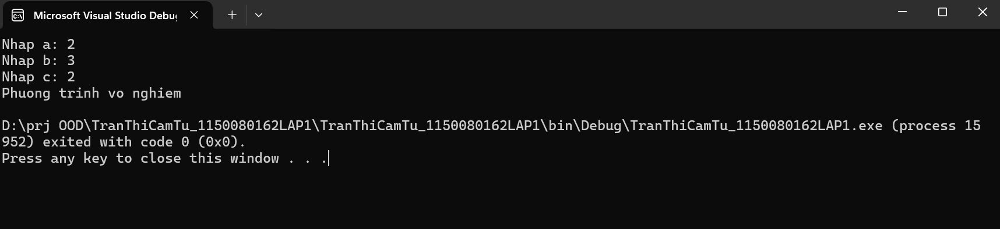 Microsoft Visual Studio Debu
Nhap a: 2
Nhap b: 3
Nhap c: 2
Phuong trinh vo nghiem
D:\prj OOD\TranThiCamTu_1150080162LAP1\TranThiCamTu_1150080162LAP1\bin\Debug\TranThiCamTu_1150080162LAP1.exe (process 15
952) exited with code 0 (0x0).
Press any key to close this window . . .